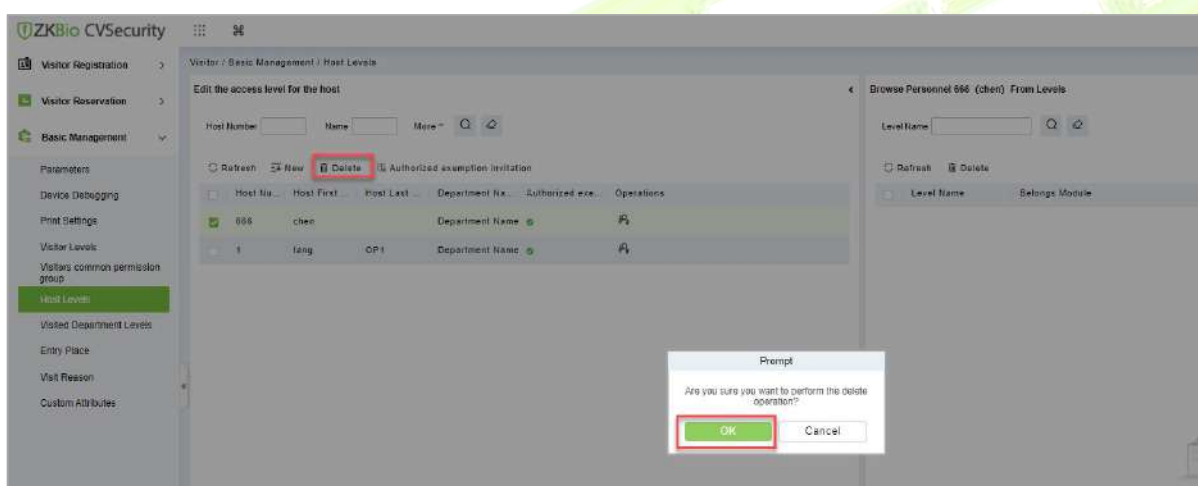 ZKBio CVSecurity
Visitor Registration
Visitor Reservation
Basic Management
Parameters
Device Debugging
Print Settings
Visitor Levels
Visitors common permission
group
Host Levels
Visited Department Levels
Entry Place
Visit Reason
Custom Attributes
Visitor / Basic Management / Host Levels
Edit the access level for the host
Host Number Name More
Refresh New Delete Authorized exemption invitation
Host Nu... Host First ... Host Last ... Department Na... Authorized exe... Operations
666 chen Department Name
1 lang OP1 Department Name
Browse Personnel 666 (chen) From Levels
Level Name
Refresh Delete
Level Name Belongs Module
Prompt
Are you sure you want to perform the delete
operation?
OK Cancel